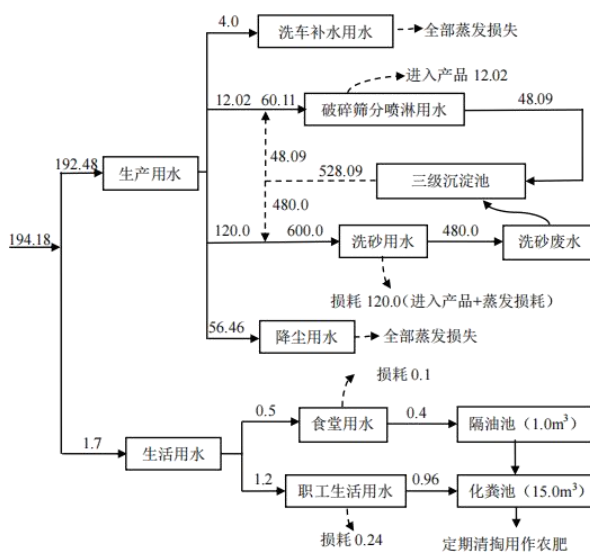 4.0
洗车补水用水
全部蒸发损失
进入产品 12.02
12.02
60.11
破碎筛分喷淋用水
48.09
192.48
生产用水
48.09
528.09
三级沉淀池
480.0
194.18
120.0
600.0
洗砂用水
480.0
洗砂废水
损耗 120.0（进入产品+蒸发损耗）
56.46
降尘用水
全部蒸发损失
损耗 0.1
0.5
食堂用水
0.4
隔油池（1.0m³）
1.7
生活用水
1.2
职工生活用水
0.96
化粪池（15.0m³）
损耗 0.24
定期清掏用作农肥